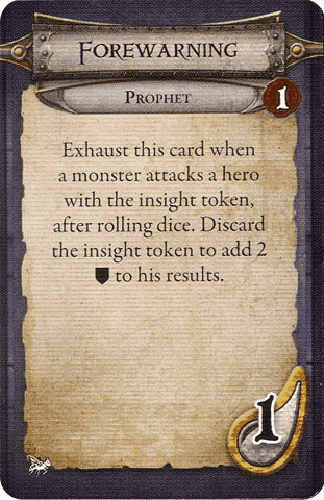 FOREWARNING
PROPHET
1
Exhaust this card when
a monster attacks a hero
with the insight token,
after rolling dice. Discard
the insight token to add 2
to his results.
1